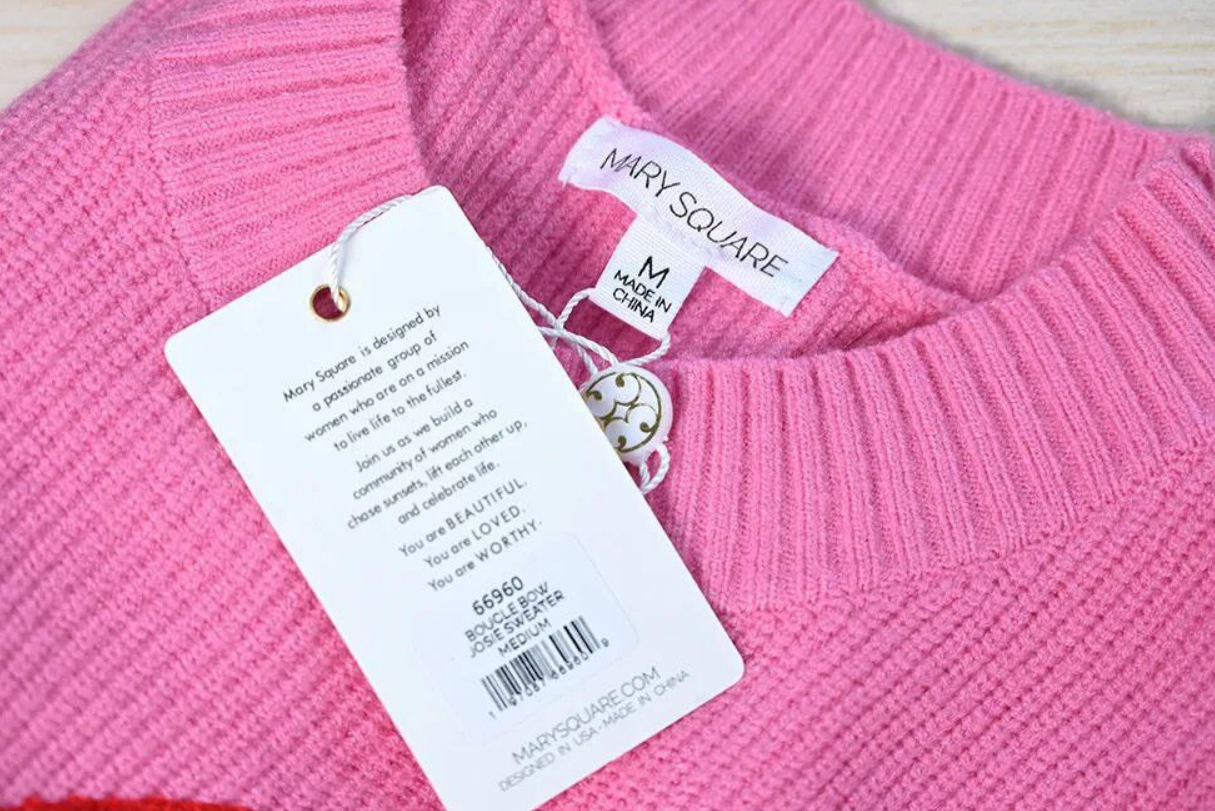 MARY SQUARE
M
MADE IN
CHINA
Mary Square is designed by
a passionate group of
women who are on a mission
to live life to the fullest.
Join us as we build a
community of women who
chase sunsets, lift each other up,
and celebrate life.
You are BEAUTIFUL.
You are LOVED.
You are WORTHY.
66960
BOUCLE BOW
JOSIE SWEATER
MEDIUM
MARYSQUARE.COM
DESIGNED IN USA • MADE IN CHINA